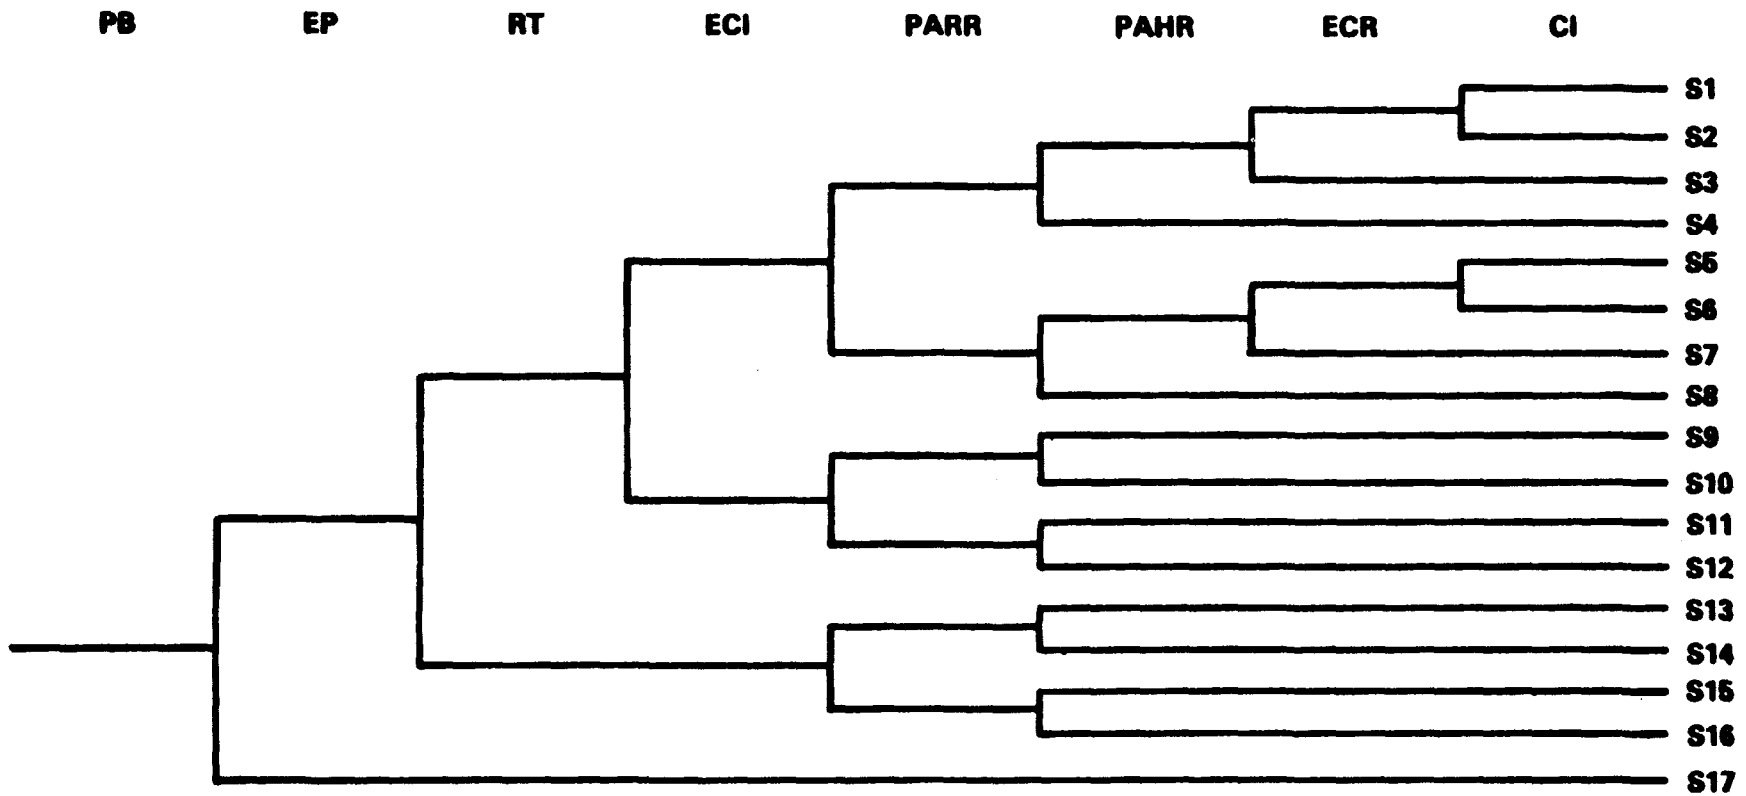 PB EP RT ECI PARR PAHR ECR CI
S1
S2
S3
S4
S5
S6
S7
S8
S9
S10
S11
S12
S13
S14
S15
S16
S17